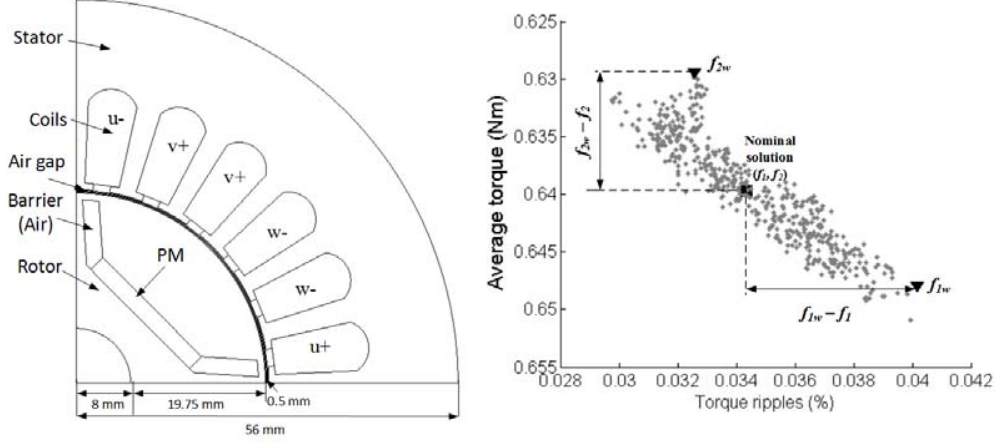 Stator
Coils
Air gap
Barrier
(Air)
Rotor
PM
u-
v+
v+
w-
w-
u+
8 mm
19.75 mm
0.5 mm
56 mm
Average torque (Nm)
0.625
0.63
0.635
0.64
0.645
0.65
0.655
f2w
f2w – f2
Nominal
solution
(f1, f2)
f1w
f1w – f1
0.028
0.03
0.032
0.034
0.036
0.038
0.04
0.042
Torque ripples (%)